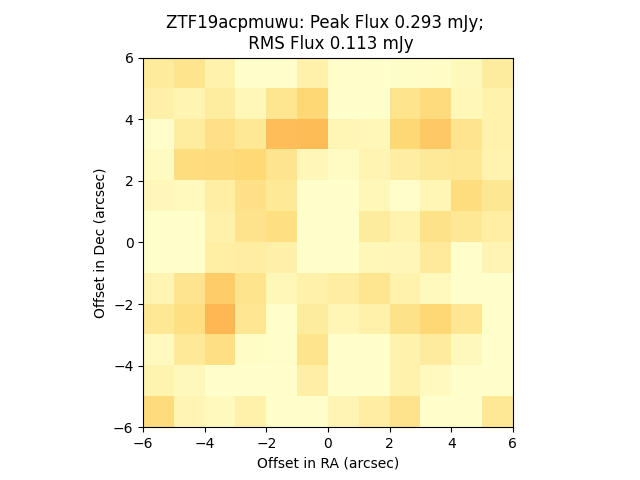 ZTF19acpmuwu: Peak Flux 0.293 mJy;
RMS Flux 0.113 mJy
6
4
2
0
−2
−4
−6
Offset in Dec (arcsec)
−6 −4 −2 0 2 4 6
Offset in RA (arcsec)